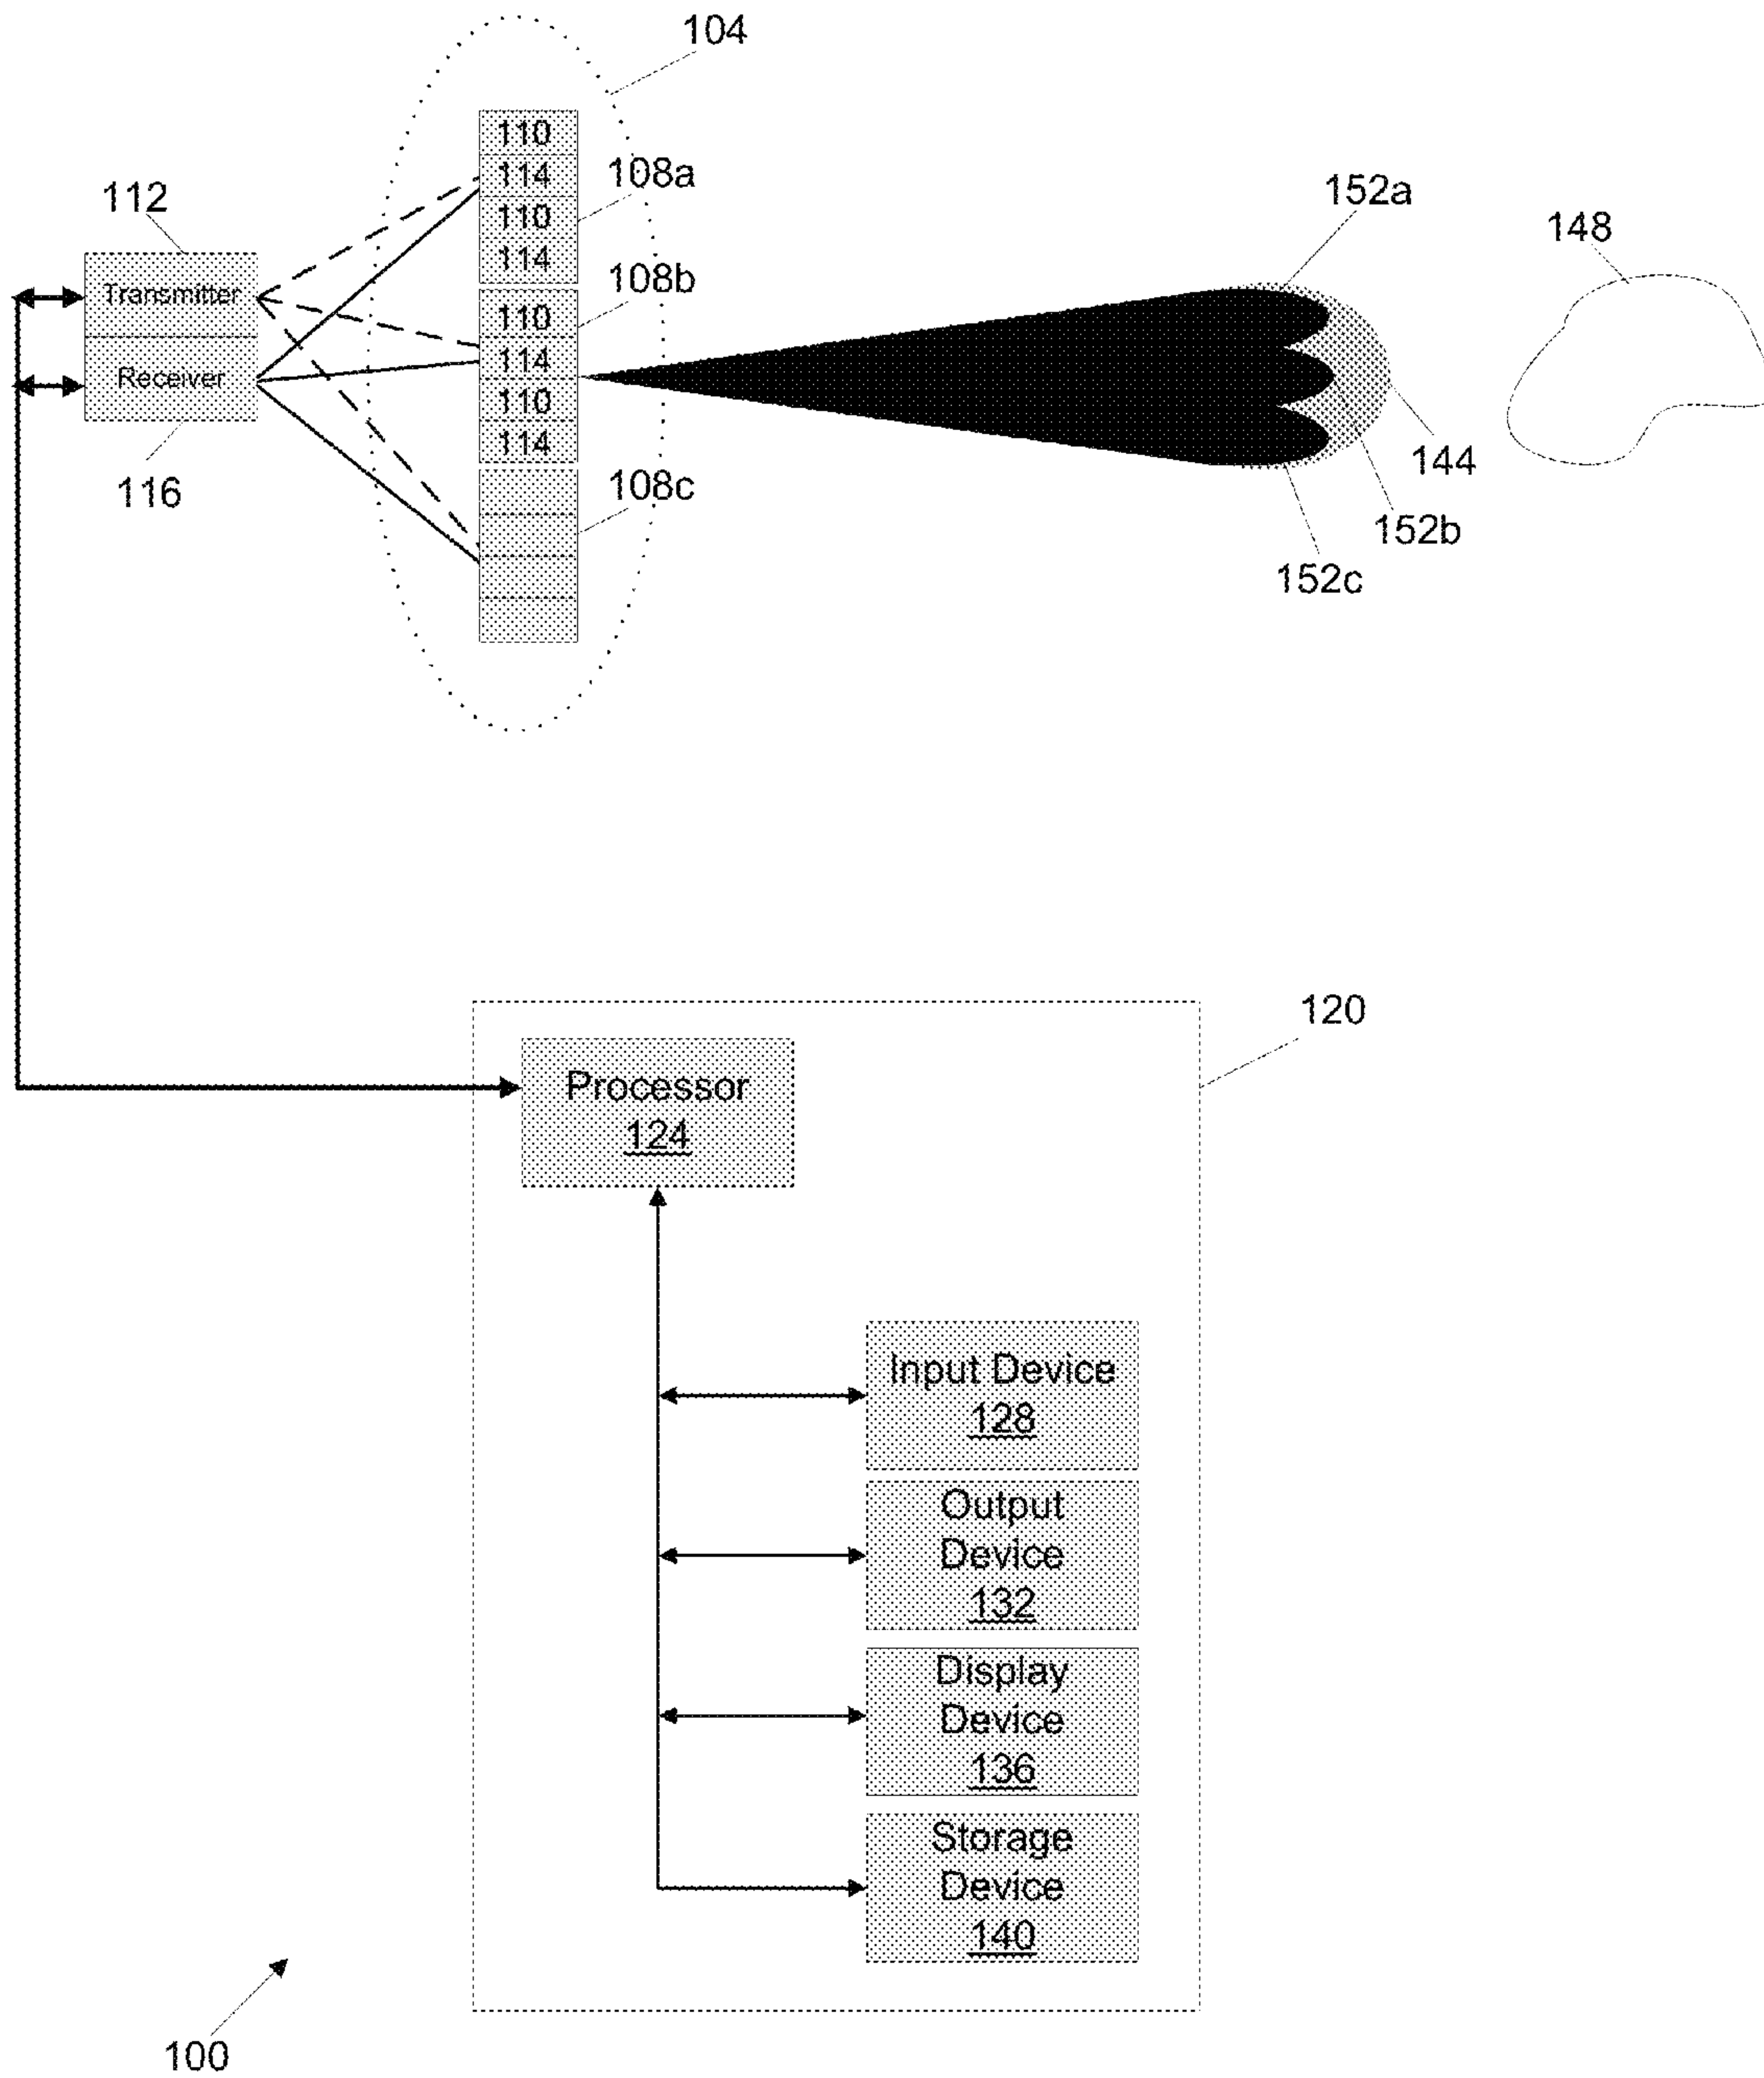 104
110
114
108a
110
114
112
Transmitter
Receiver
116
108b
110
114
110
114
108c
152a
148
144
152b
152c
120
Processor
124
Input Device
128
Output
Device
132
Display
Device
136
Storage
Device
140
100